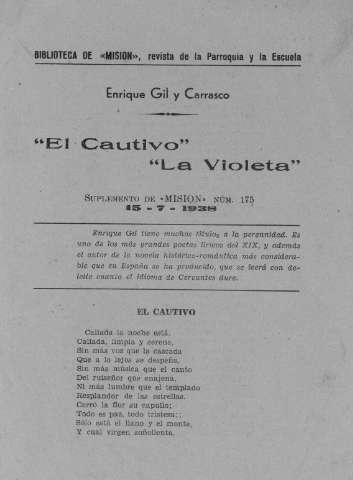 BIBLIOTECA DE «MISION», revista de la Parroquia y la Escuela
Enrique Gil y Carrasco
“El Cautivo”
“La Violeta”
SUPLEMENTO DE «MISION» NÚM. 175
15 - 7 - 1938
Enrique Gil tiene muchos títulos a la perennidad. Es
uno de los más grandes poetas líricos del XIX, y además
el autor de la novela histórico-romántica más considera-
ble que en España se ha producido, que se leerá con de-
leite cuanto el idioma de Cervantes dure.
EL CAUTIVO
Callada la noche está,
Callada, limpia y serena,
Sin más voz que la cascada
Que a lo lejos se despeña,
Sin más música que el canto
Del ruiseñor que enajena,
Ni más lumbre que el templado
Resplandor de las estrellas.
Cerró la flor su capullo;
Todo es paz, todo
Sólo está el llano y el monte,
Y cual virgen soñolienta,